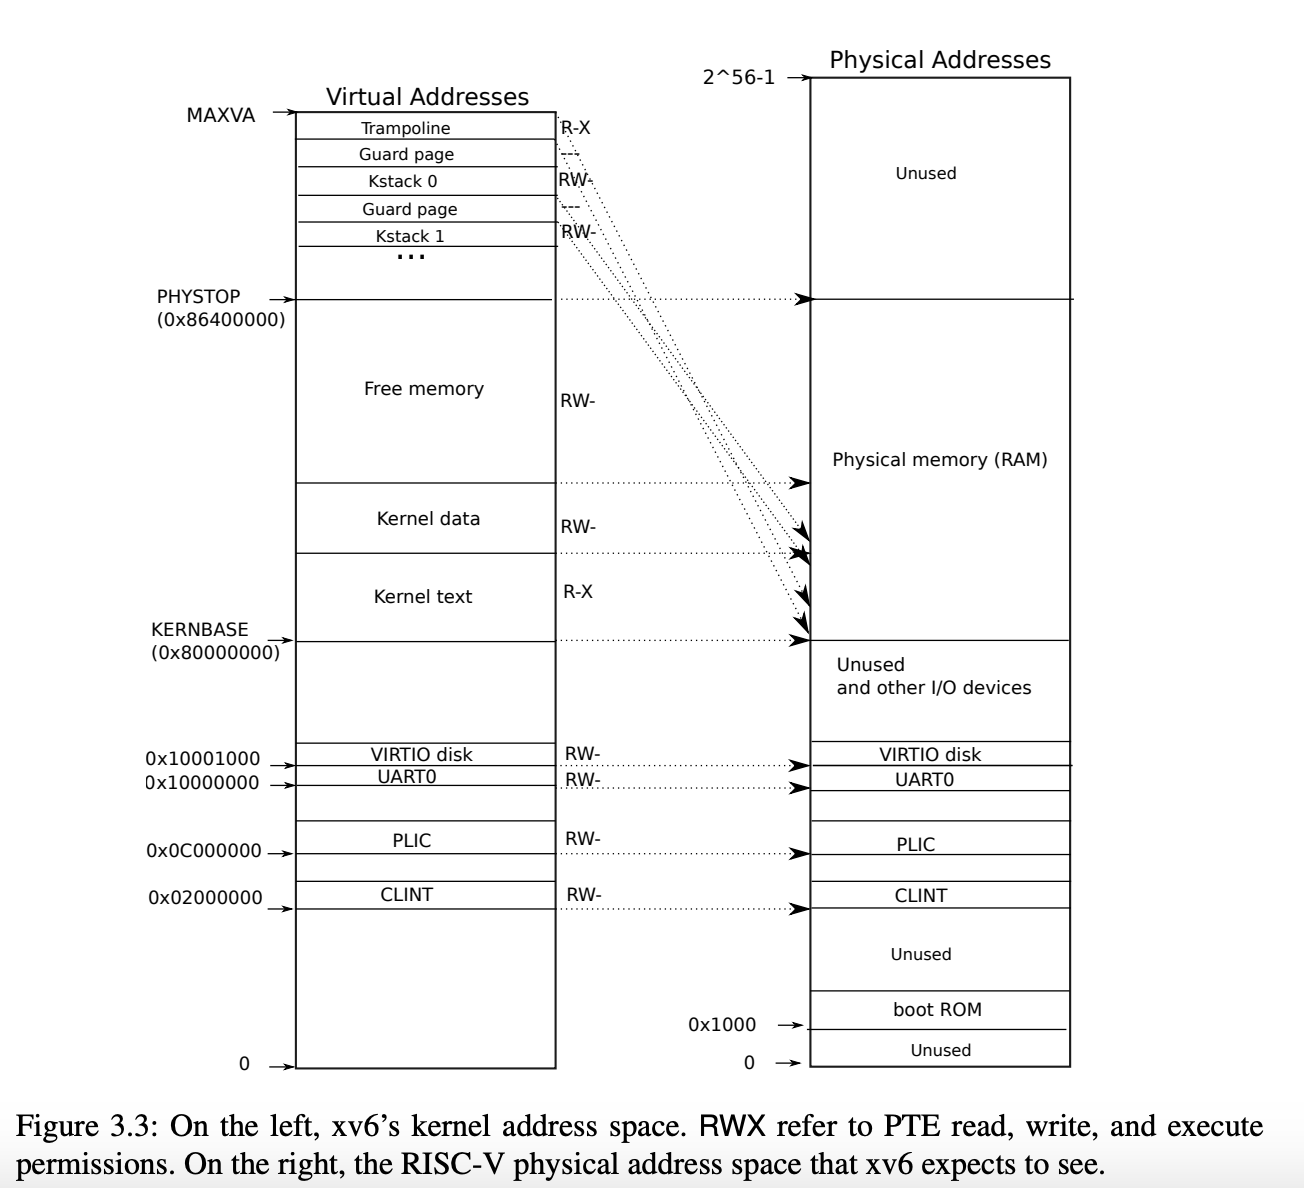 Physical Addresses
2^56-1
Virtual Addresses
MAXVA
Trampoline
R-X
Guard page
---
Unused
Kstack 0
RW-
Guard page
---
Kstack 1
RW-
...
PHYSTOP
(0x86400000)
Free memory
RW-
Physical memory (RAM)
Kernel data
RW-
Kernel text
R-X
KERNBASE
(0x80000000)
Unused
and other I/O devices
0x10001000
VIRTIO disk
RW-
VIRTIO disk
0x10000000
UART0
RW-
UART0
0x0C000000
PLIC
RW-
PLIC
0x02000000
CLINT
RW-
CLINT
Unused
boot ROM
0x1000
Unused
0
0
Figure 3.3: On the left, xv6’s kernel address space. RWX refer to PTE read, write, and execute
permissions. On the right, the RISC-V physical address space that xv6 expects to see.